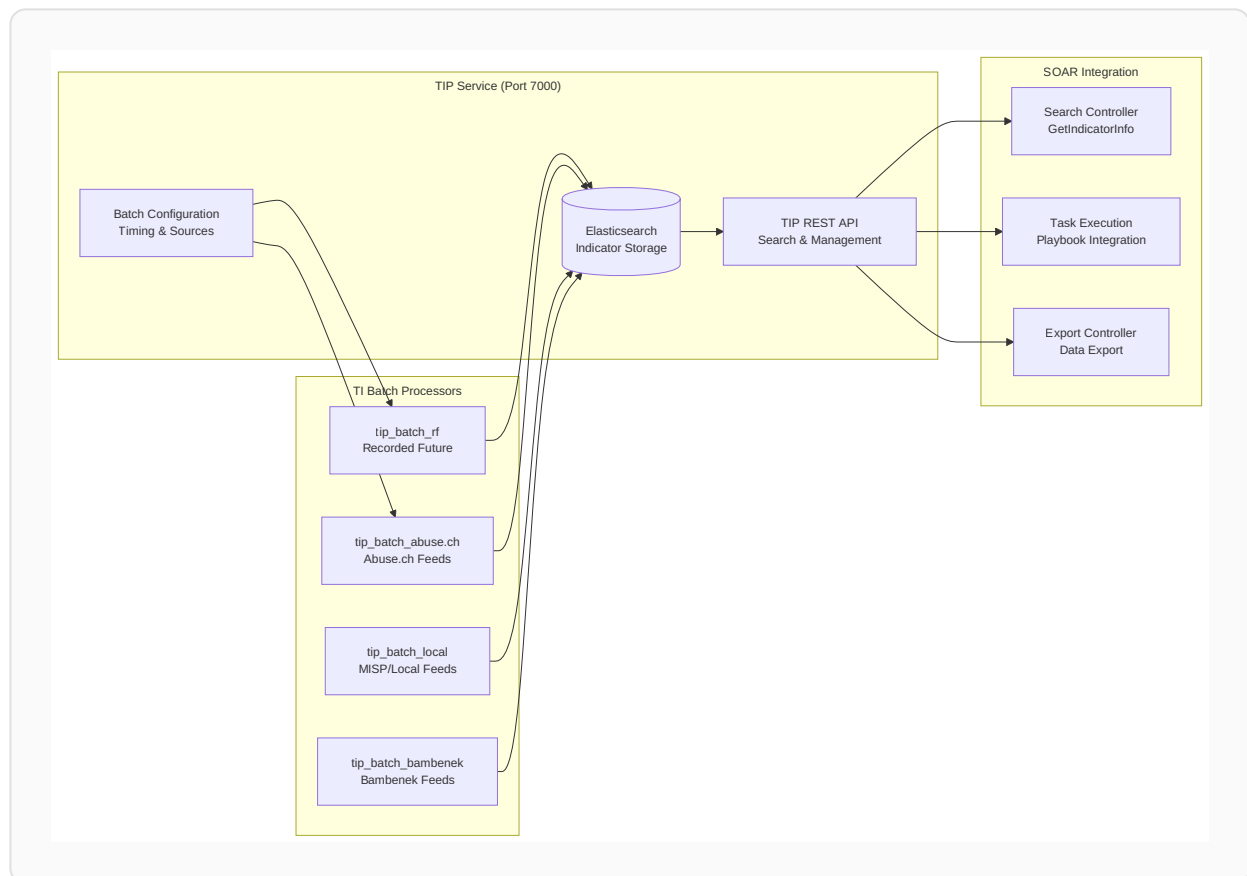 TIP Service (Port 7000)
Batch Configuration
Timing & Sources
Elasticsearch
Indicator Storage
TIP REST API
Search & Management
SOAR Integration
Search Controller
GetIndicatorInfo
Task Execution
Playbook Integration
Export Controller
Data Export
TI Batch Processors
tip_batch_rf
Recorded Future
tip_batch_abuse.ch
Abuse.ch Feeds
tip_batch_local
MISP/Local Feeds
tip_batch_bambenek
Bambenek Feeds